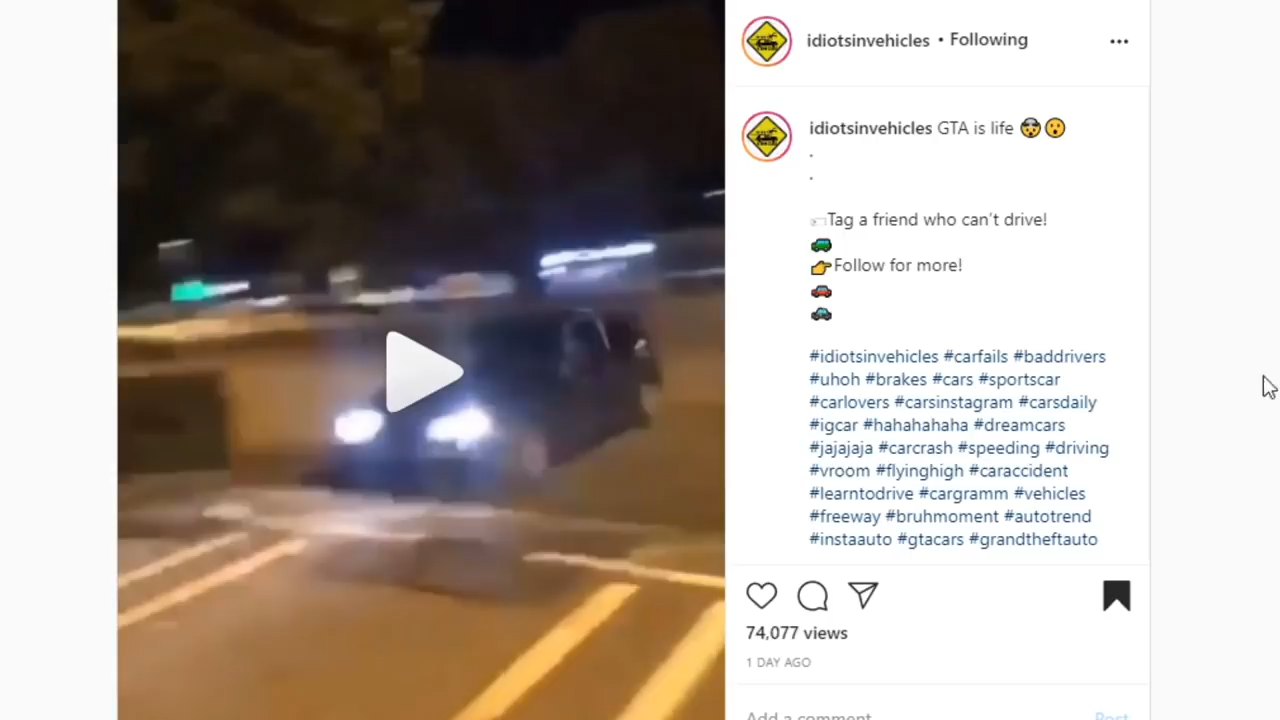 idiotsinvehicles • Following
idiotsinvehicles GTA is life 🤯😮
.
.
🏷️Tag a friend who can’t drive!
🚙
👉Follow for more!
🚗
🚓
#idiotsinvehicles #carfails #baddrivers
#uhoh #brakes #cars #sportscar
#carlovers #carsinstagram #carsdaily
#igcar #hahahahaha #dreamcars
#jajajaja #carcrash #speeding #driving
#vroom #flyinghigh #caraccident
#learntodrive #cargramm #vehicles
#freeway #bruhmoment #autotrend
#instaauto #gtacars #grandtheftauto
74,077 views
1 DAY AGO
Add a comment
Post